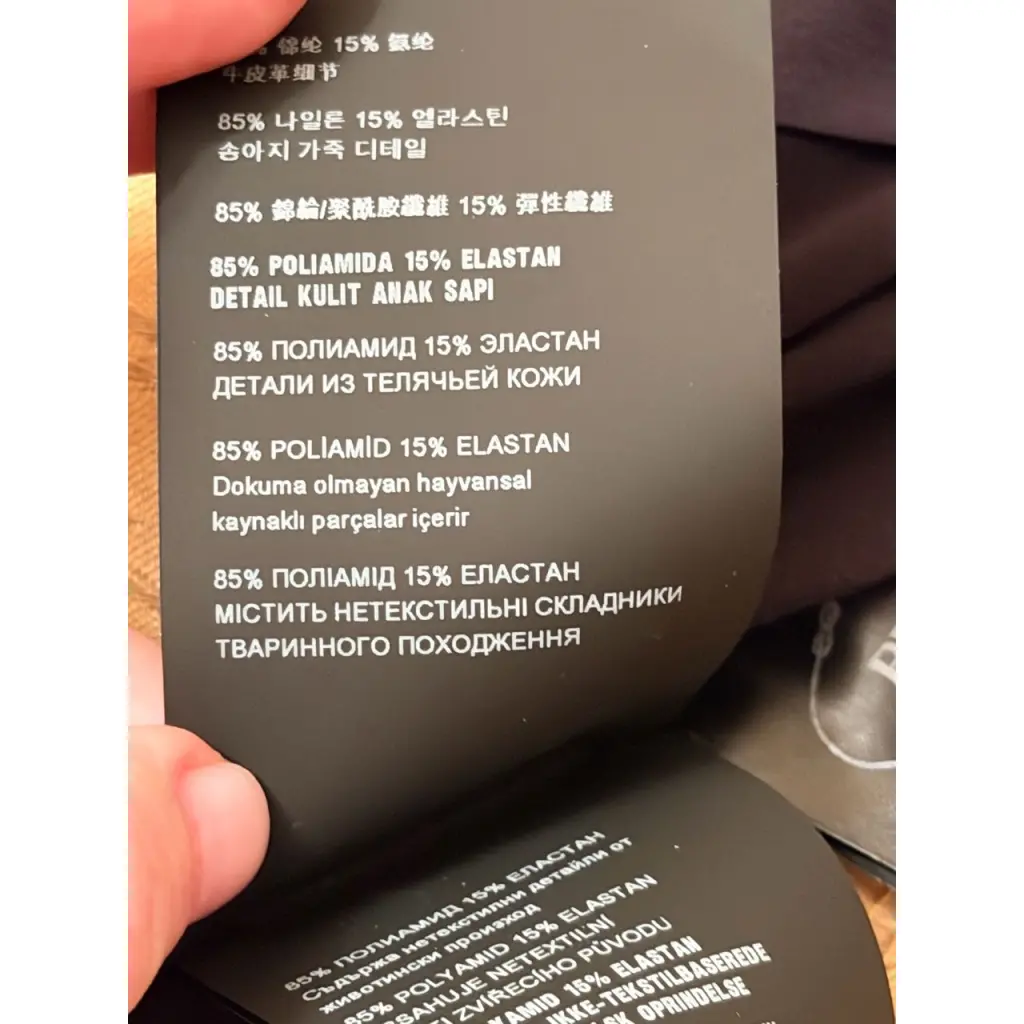 锦纶 15% 氨纶
牛皮革细节
85% 나일론 15% 엘라스틴
송아지 가죽 디테일
85% 錦綸/聚酰胺纖維 15% 彈性纖維
85% POLIAMIDA 15% ELASTAN
DETAIL KULIT ANAK SAPI
85% ПОЛИАМИД 15% ЭЛАСТАН
ДЕТАЛИ ИЗ ТЕЛЯЧЬЕЙ КОЖИ
85% POLİAMİD 15% ELASTAN
Dokuma olmayan hayvansal
kaynaklı parçalar içerir
85% ПОЛІАМІД 15% ЕЛАСТАН
МІСТИТЬ НЕТЕКСТИЛЬНІ СКЛАДНИКИ
ТВАРИННОГО ПОХОДЖЕННЯ
85% ПОЛИАМИД 15% ЕЛАСТАН
Съдържа нетекстилни детайли от
животински произход
85% POLYAMID 15% ELASTAN
NETEXTILNÍ
ZVÍŘECÍHO PŮVODU
15% ELASTAN
IKKE-TEKSTILBASEREDE
OPRINDELSE